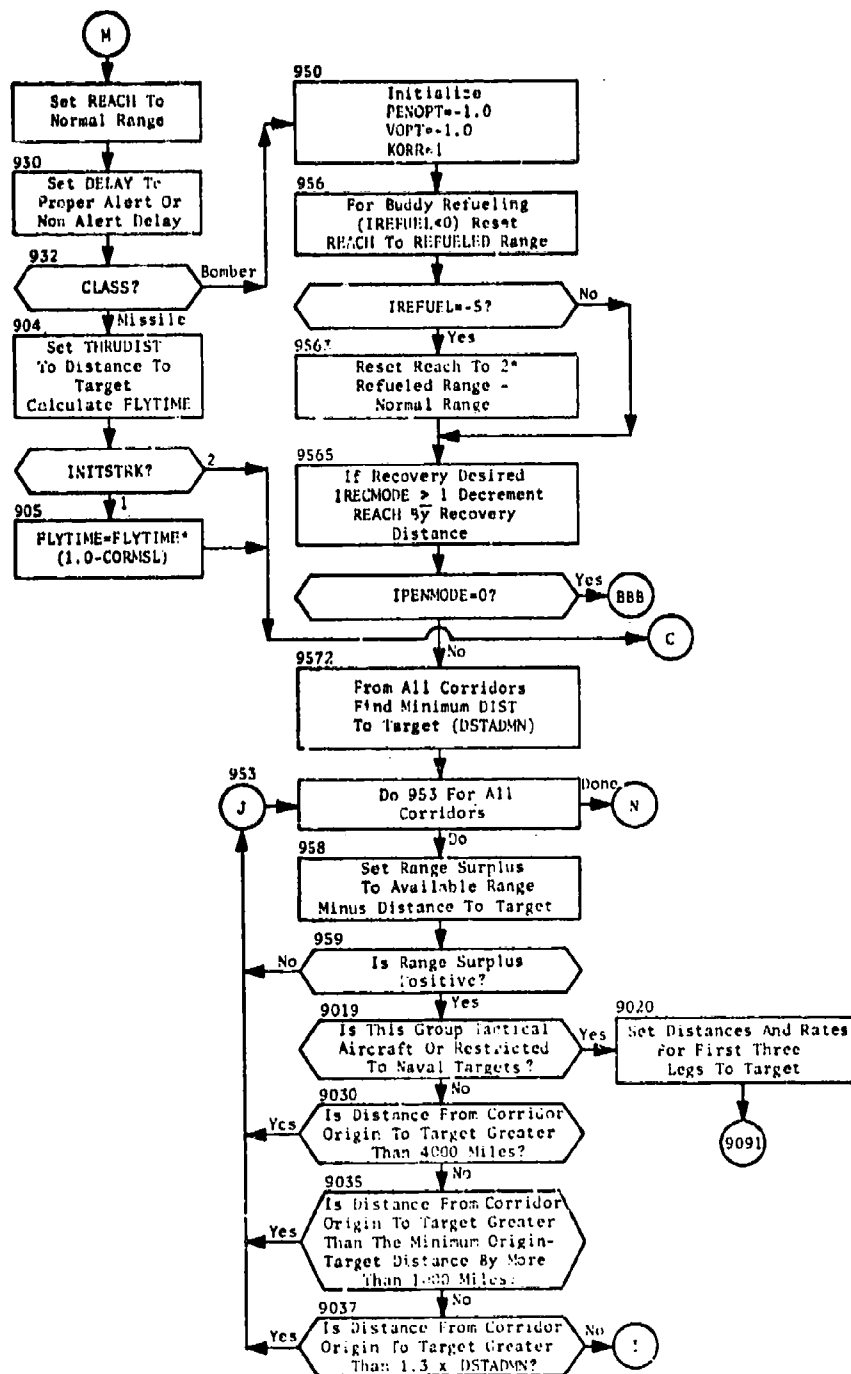 M
Set REACH To
Normal Range
930
Set DELAY To
Proper Alert Or
Non Alert Delay
932
CLASS?
Bomber
Missile
904
Set THRUDIST
To Distance To
Target
Calculate FLYTIME
INITSTRK?
2
1
905
FLYTIME=FLYTIME*
(1.0-CORMSL)
950
Initialize
PENOPT=-1.0
VOPT=-1.0
KORR=1
956
For Buddy Refueling
(IREFUEL<0) Reset
REACH To REFUELED Range
IREFUEL=-5?
No
Yes
9563
Reset Reach To 2*
Refueled Range -
Normal Range
9565
If Recovery Desired
IRECMODE > 1 Decrement
REACH By Recovery
Distance
IPENMODE=0?
Yes
BBB
C
No
9572
From All Corridors
Find Minimum DIST
To Target (DSTADMN)
953
J
Do 953 For All
Corridors
Done
N
Do
958
Set Range Surplus
To Available Range
Minus Distance To Target
959
No
Is Range Surplus
Positive?
Yes
9019
Is This Group Tactical
Aircraft Or Restricted
To Naval Targets?
Yes
9020
Set Distances And Rates
For First Three
Legs To Target
9091
No
9030
Yes
Is Distance From Corridor
Origin To Target Greater
Than 4000 Miles?
No
9035
Yes
Is Distance From Corridor
Origin To Target Greater
Than The Minimum Origin-
Target Distance By More
Than Miles?
No
9037
Yes
Is Distance From Corridor
Origin To Target Greater
Than 1.3 x DSTADMN?
No